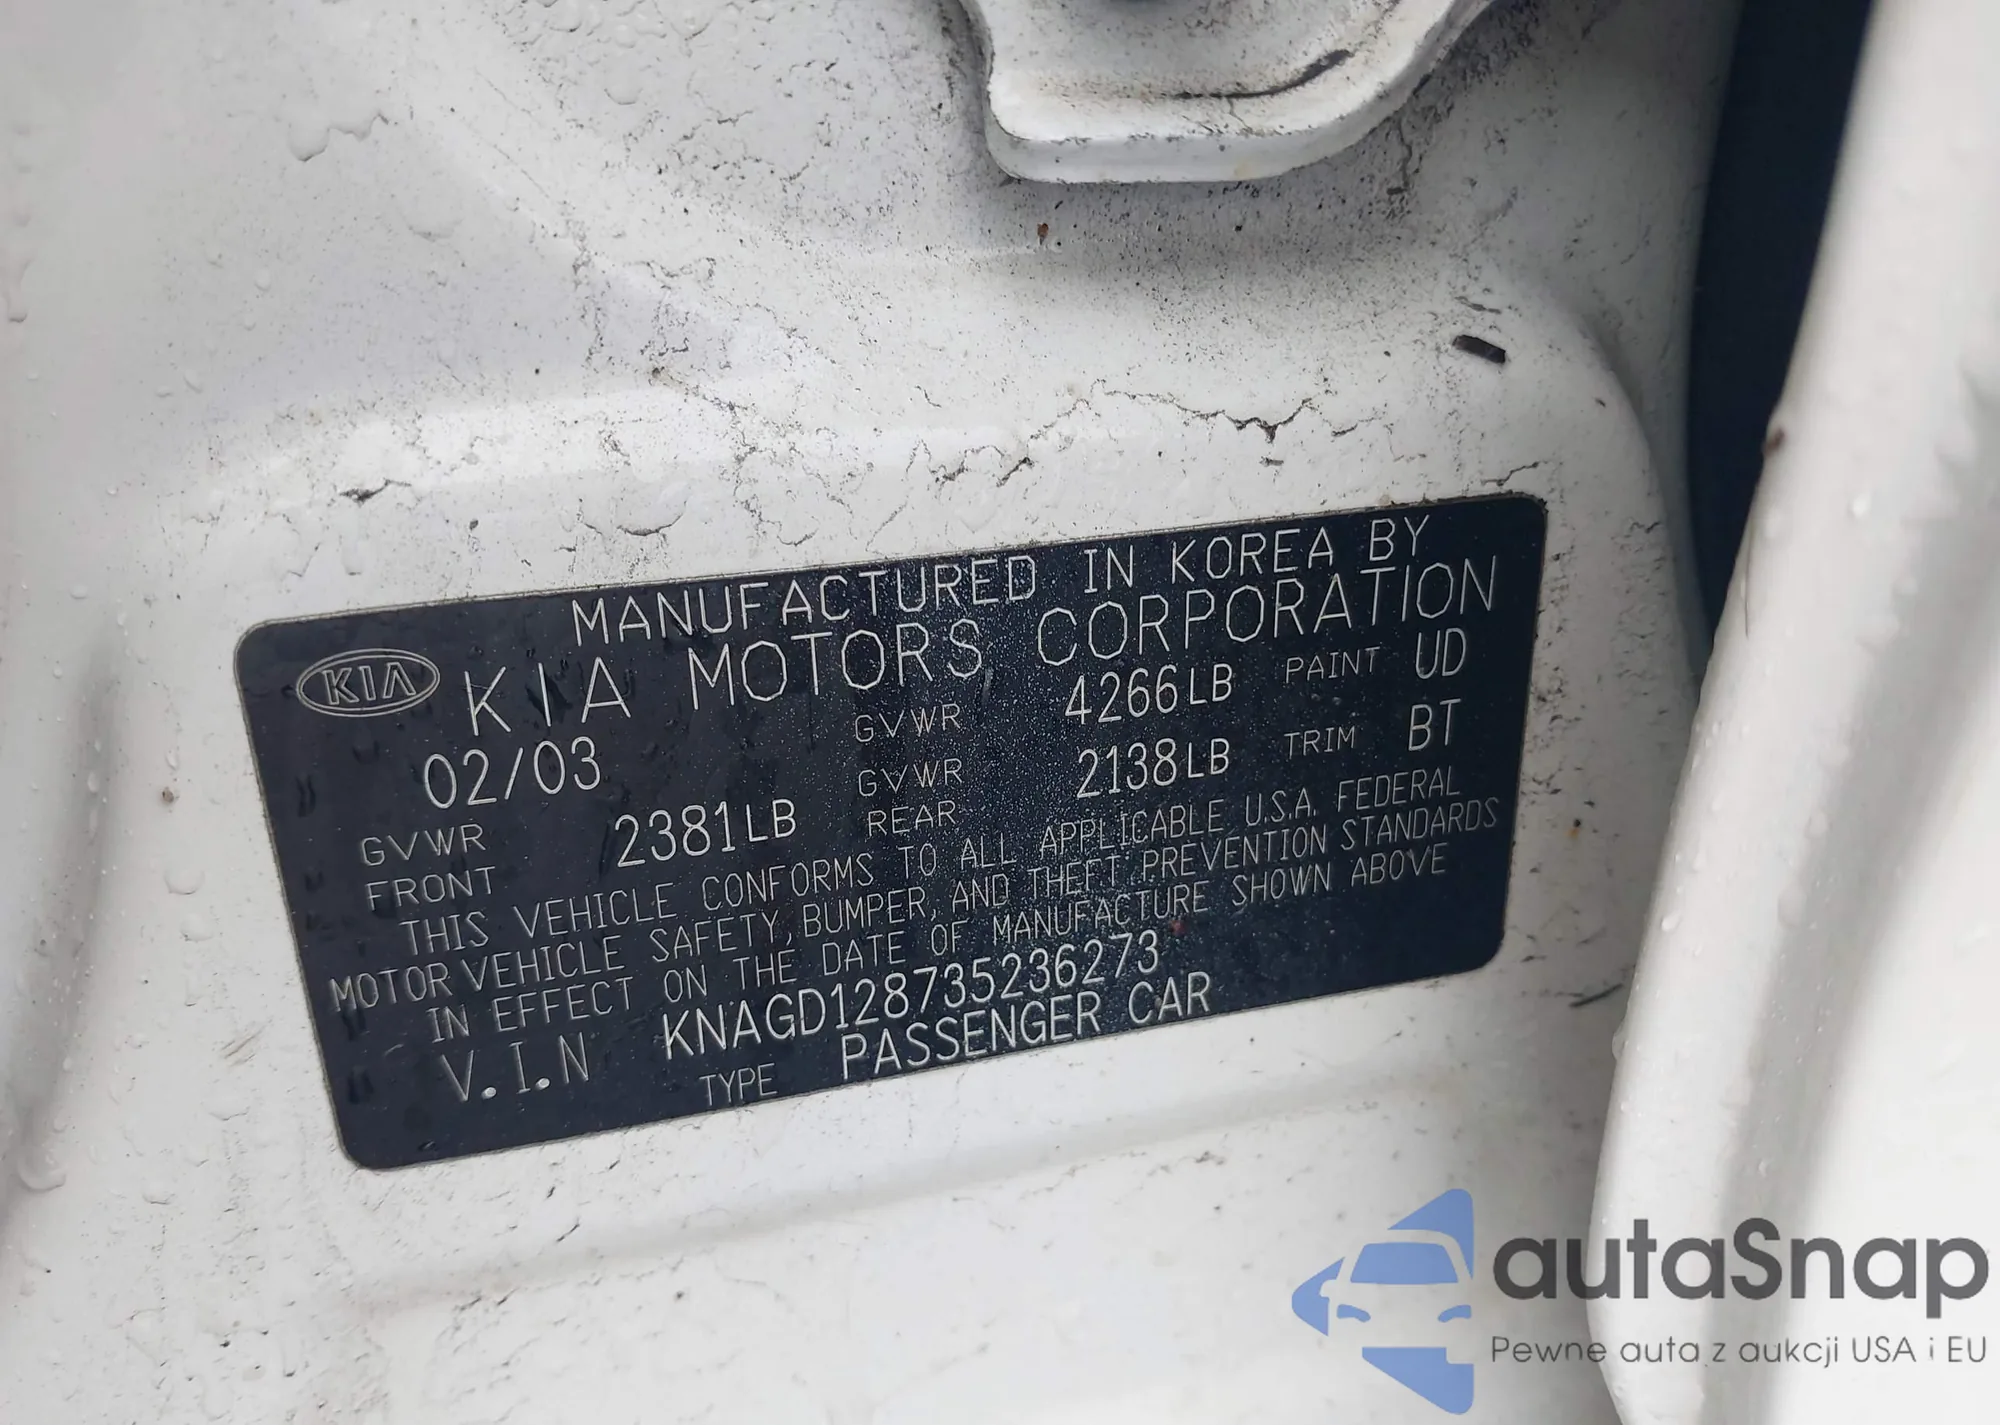 MANUFACTURED IN KOREA BY
KIA KIA MOTORS CORPORATION
02/03 GVWR 4266LB PAINT UD
GVWR FRONT 2381LB GVWR REAR 2138LB TRIM BT
THIS VEHICLE CONFORMS TO ALL APPLICABLE U.S.A. FEDERAL
MOTOR VEHICLE SAFETY, BUMPER, AND THEFT PREVENTION STANDARDS
IN EFFECT ON THE DATE OF MANUFACTURE SHOWN ABOVE
V.I.N KNAGD128735236273
TYPE PASSENGER CAR
autaSnap
Pewne auta z aukcji USA i EU